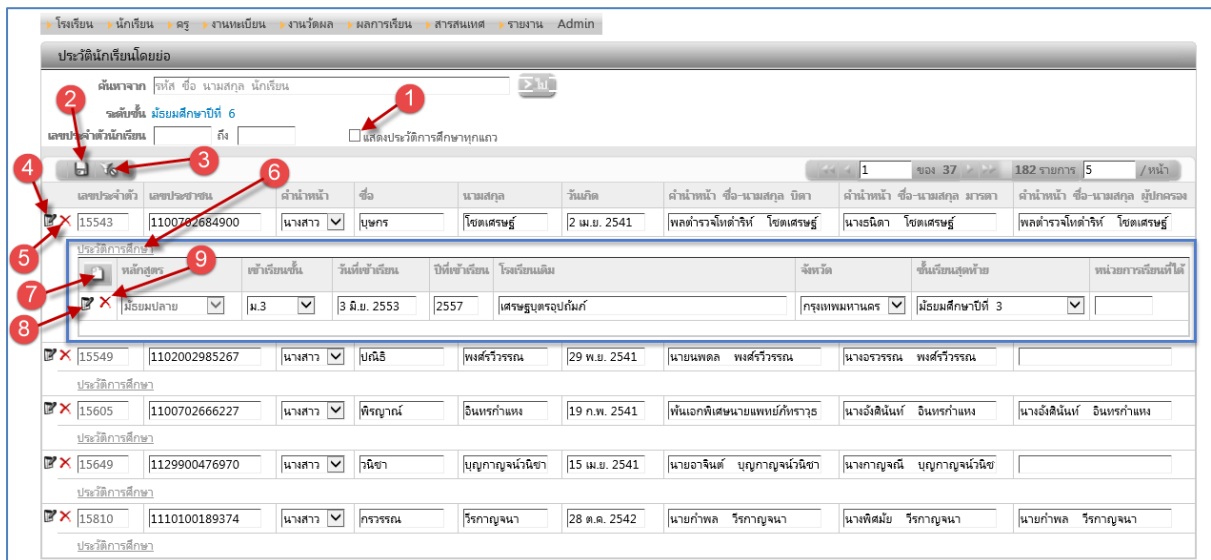 โรงเรียน นักเรียน ครู งานทะเบียน งานวัดผล ผลการเรียน สารสนเทศ รายงาน Admin
ประวัตินักเรียนโดยย่อ
ค้นหาจาก รหัส ชื่อ นามสกุล นักเรียน ไป
2 1
ระดับชั้น มัธยมศึกษาปีที่ 6
เลขประจำตัวนักเรียน ถึง แสดงประวัติการศึกษาทุกแถว
4 3 6 1 ของ 37 182 รายการ 5 /หน้า
เลขประจำตัว เลขประชาชน คำนำหน้า ชื่อ นามสกุล วันเกิด คำนำหน้า ชื่อ-นามสกุล บิดา คำนำหน้า ชื่อ-นามสกุล มารดา คำนำหน้า ชื่อ-นามสกุล ผู้ปกครอง
15543 1100702684900 นางสาว บุษกร โชตเศรษฐ์ 2 เม.ย. 2541 พลตำรวจโทดำริห์ โชตเศรษฐ์ นางธนิดา โชตเศรษฐ์ พลตำรวจโทดำริห์ โชตเศรษฐ์
5 ประวัติการศึกษา 9
7 หลักสูตร เข้าเรียนชั้น วันที่เข้าเรียน ปีที่เข้าเรียน โรงเรียนเดิม จังหวัด ชั้นเรียนสุดท้าย หน่วยการเรียนที่ได้
8 มัธยมปลาย ม.3 3 มิ.ย. 2553 2557 เศรษฐบุตรอุปถัมภ์ กรุงเทพมหานคร มัธยมศึกษาปีที่ 3
15549 1102002985267 นางสาว ปณิธิ พงศ์รวีวรรณ 29 พ.ย. 2541 นายนพดล พงศ์รวีวรรณ นางอรวรรณ พงศ์รวีวรรณ
ประวัติการศึกษา
15605 1100702666227 นางสาว พิรญาณ์ อินทรกำแหง 19 ก.พ. 2541 พันเอกพิเศษนายแพทย์ภัทราวุธ นางอังศินันท์ อินทรกำแหง นางอังศินันท์ อินทรกำแหง
ประวัติการศึกษา
15649 1129900476970 นางสาว วนิชา บุญกาญจน์วนิชา 15 เม.ย. 2541 นายอาจินต์ บุญกาญจน์วนิชา นางกาญจณี บุญกาญจน์วนิช
ประวัติการศึกษา
15810 1110100189374 นางสาว กรวรรณ วีรกาญจนา 28 ต.ค. 2542 นายกำพล วีรกาญจนา นางพิศมัย วีรกาญจนา นายกำพล วีรกาญจนา
ประวัติการศึกษา